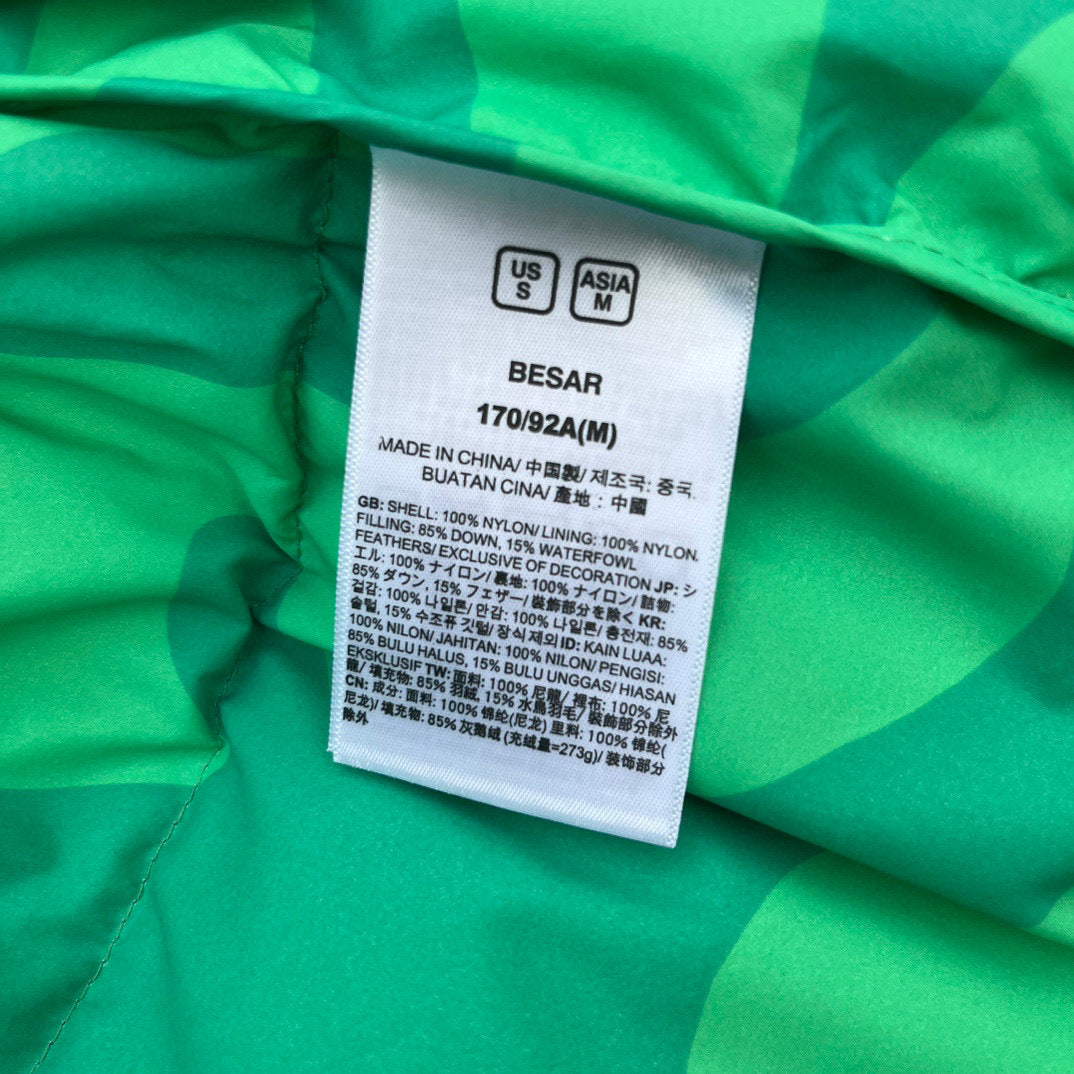 US
S
ASIA
M
BESAR
170/92A(M)
MADE IN CHINA/ 中国製/ 제조국: 중국.
BUATAN CINA/ 產地 : 中國
GB: SHELL: 100% NYLON/ LINING: 100% NYLON.
FILLING: 85% DOWN, 15% WATERFOWL
FEATHERS/ EXCLUSIVE OF DECORATION JP: シ
ェル: 100% ナイロン/ 裏地: 100% ナイロン/ 詰物:
85% ダウン, 15% フェザー/ 装飾部分を除く KR:
겉감: 100% 나일론/ 안감: 100% 나일론/ 충전재: 85%
솜털, 15% 수조류 깃털/ 장식 제외 ID: KAIN LUAA:
100% NILON/ JAHITAN: 100% NILON/ PENGISI:
85% BULU HALUS, 15% BULU UNGGAS/ HIASAN
EKSKLUSIF TW: 面料: 100% 尼龍/ 裡布: 100% 尼
龍/ 填充物: 85% 羽絨, 15% 水鳥羽毛/ 裝飾部分除外
CN: 成分: 面料: 100% 锦纶(尼龙) 里料: 100% 锦纶(
尼龙)/ 填充物: 85% 灰鹅绒 (充绒量=273g)/ 装饰部分
除外